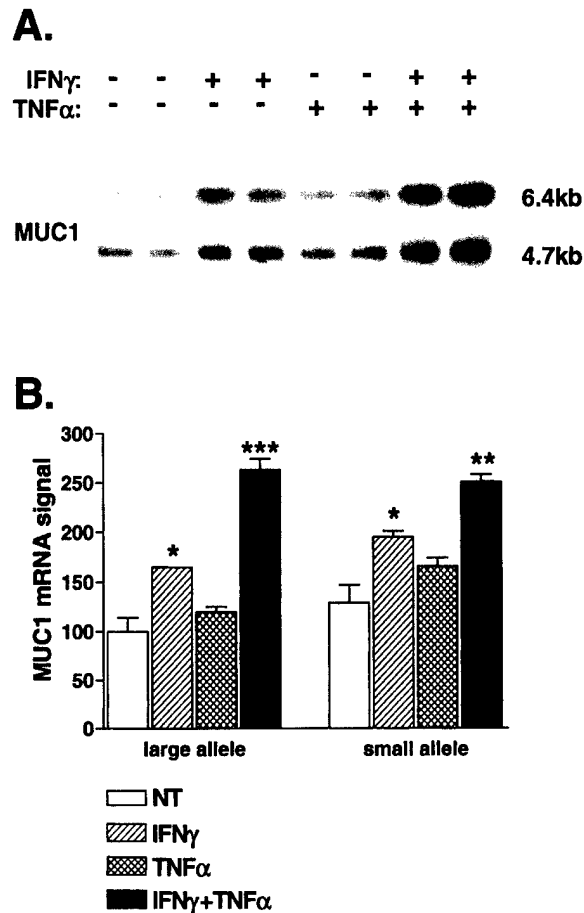 A.
IFNγ: - - + + - - + +
TNFα: - - - - + + + +
6.4kb
MUC1
4.7kb
B.
300
250
200
150
100
50
0
MUC1 mRNA signal
* *** * **
large allele small allele
NT
IFNγ
TNFα
IFNγ+TNFα